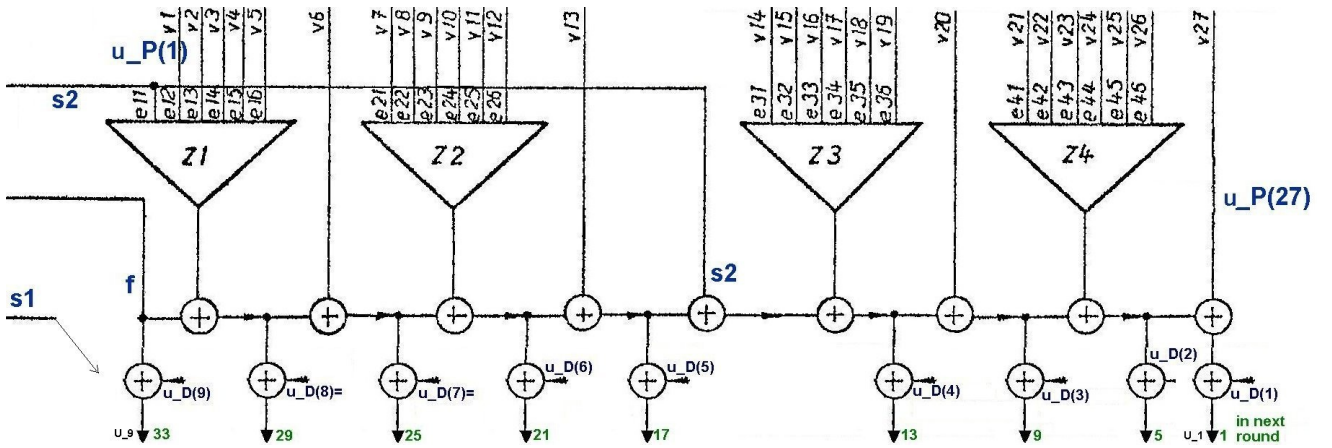 v1 v2 v3 v4 v5 v6 v7 v8 v9 v10 v11 v12 v13 v14 v15 v16 v17 v18 v19 v20 v21 v22 v23 v24 v25 v26 v27
u_P(1)
s2
e11 e12 e13 e14 e15 e16 e21 e22 e23 e24 e25 e26 e31 e32 e33 e34 e35 e36 e41 e42 e43 e44 e45 e46
Z1 Z2 Z3 Z4
u_P(27)
f s2
s1
+ + + + + + + + + +
u_D(9) u_D(8)= u_D(7)= u_D(6) u_D(5) u_D(4) u_D(3) u_D(2) u_D(1)
+ + + + + + + + +
U_9 33 29 25 21 17 13 9 5 U_1 1 in next
round